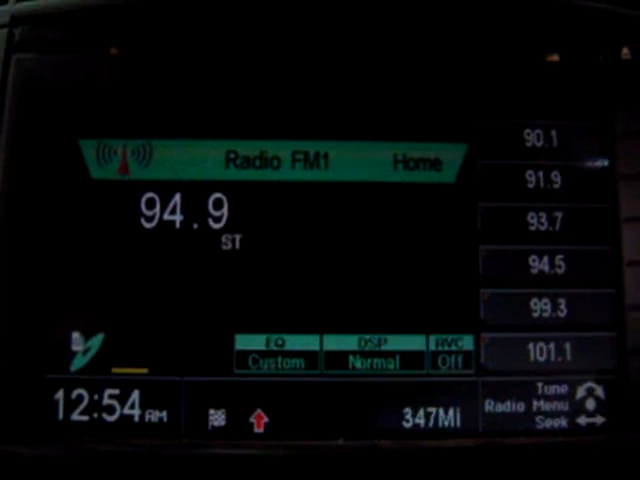 Radio FM1 Home
94.9
ST
90.1
91.9
93.7
94.5
99.3
101.1
EQ DSP AVC
Custom Normal Off
12:54 AM
347MI
Tune
Radio Menu
Seek